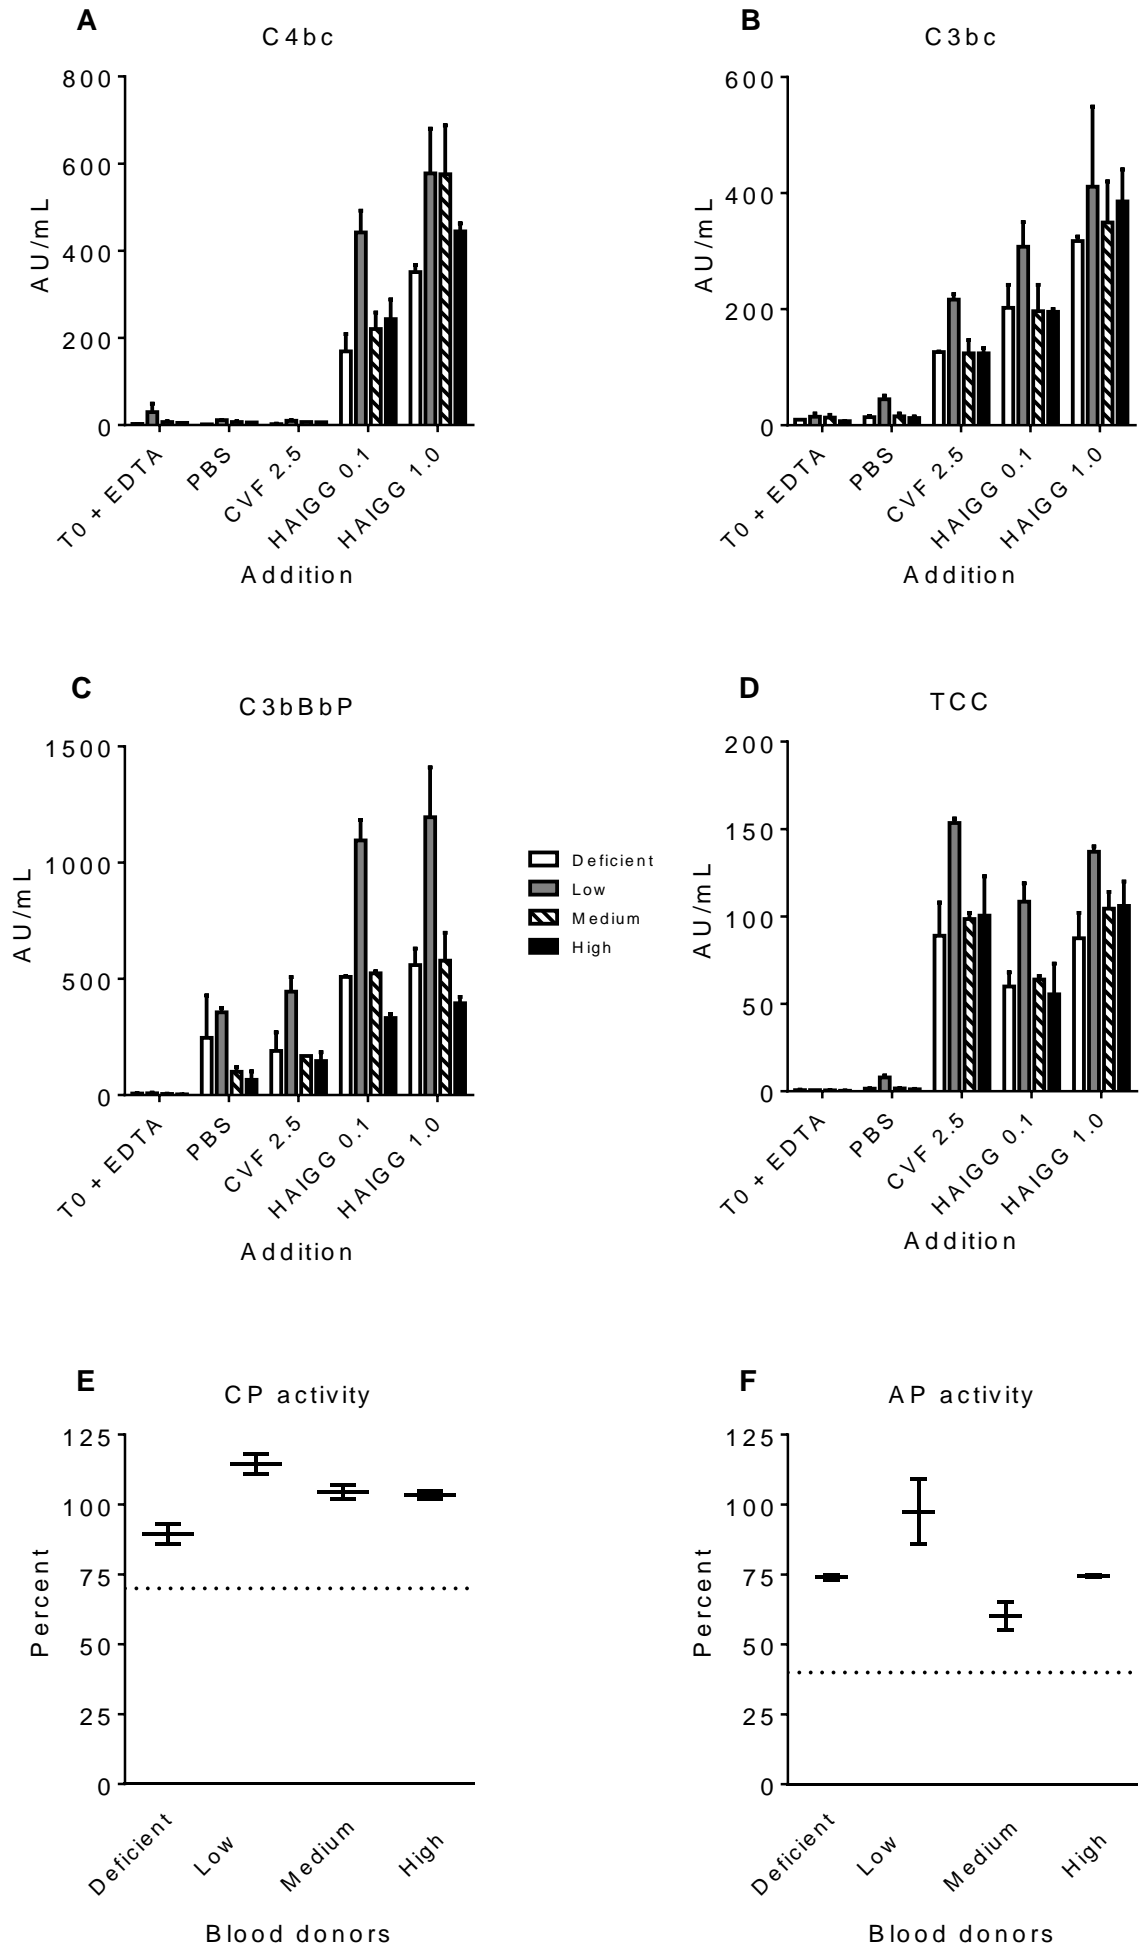 A
C4bc
800
600
400
200
0
AU/mL
T0 + EDTA
PBS
CVF 2.5
HAIGG 0.1
HAIGG 1.0
Addition
B
C3bc
600
400
200
0
AU/mL
T0 + EDTA
PBS
CVF 2.5
HAIGG 0.1
HAIGG 1.0
Addition
C
C3bBbP
1500
1000
500
0
AU/mL
T0 + EDTA
PBS
CVF 2.5
HAIGG 0.1
HAIGG 1.0
Addition
Deficient
Low
Medium
High
D
TCC
200
150
100
50
0
AU/mL
T0 + EDTA
PBS
CVF 2.5
HAIGG 0.1
HAIGG 1.0
Addition
E
CP activity
125
100
75
50
25
0
Percent
Deficient
Low
Medium
High
Blood donors
F
AP activity
125
100
75
50
25
0
Percent
Deficient
Low
Medium
High
Blood donors